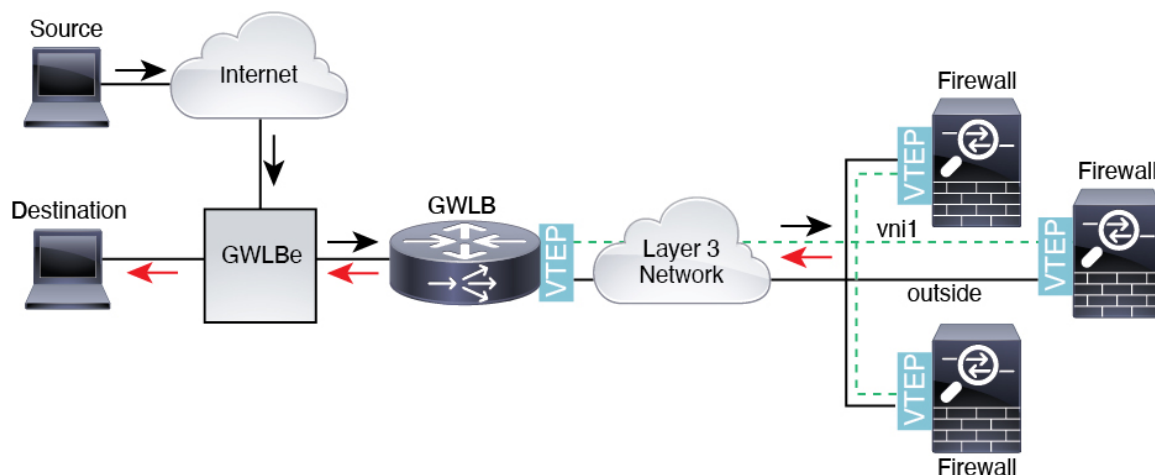 Source
Internet
Firewall
VTEP
Firewall
Destination
GWLB
vni1
GWLBe
VTEP
Layer 3
Network
VTEP
outside
VTEP
Firewall